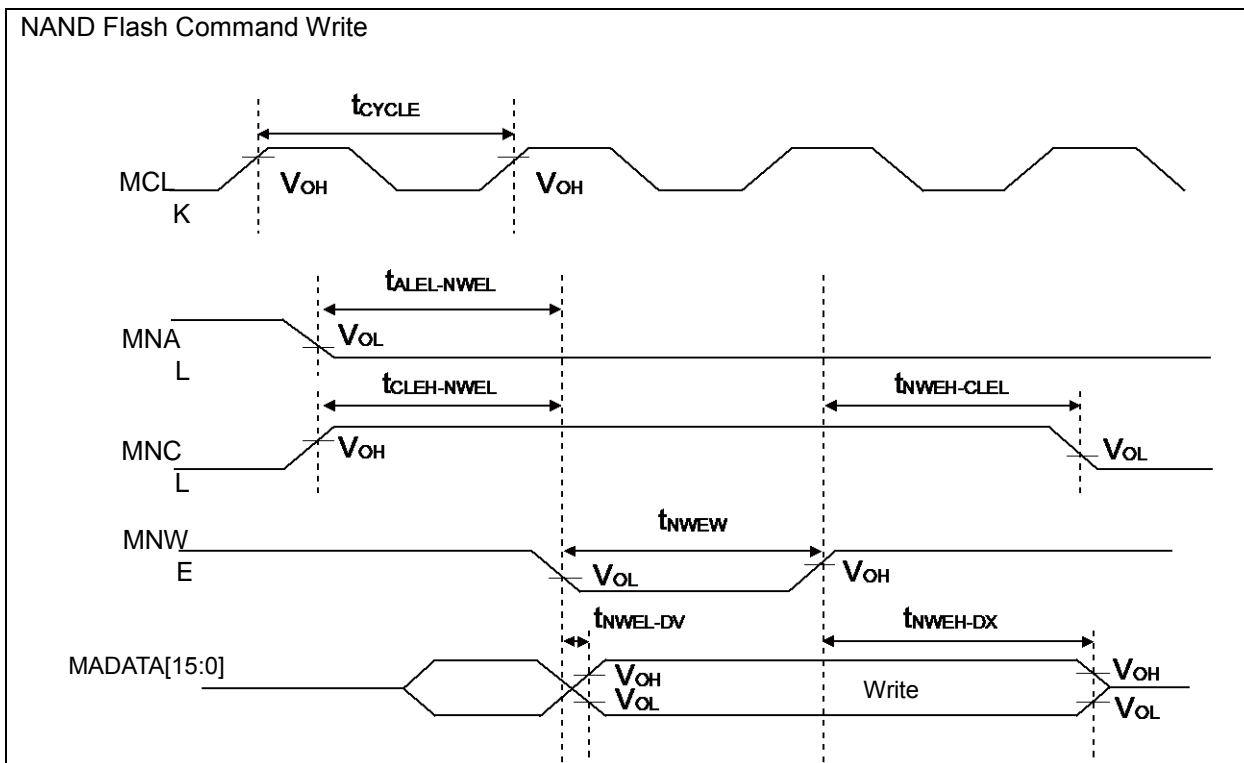 NAND Flash Command Write
tCYCLE
MCL
K
VOH
VOH
tALEL-NWEL
MNA
L
VOL
tCLEH-NWEL
tNWEH-CLEL
MNC
L
VOH
VOL
MNW
E
tNWEW
VOL
VOH
tNWEL-DV
tNWEH-DX
MADATA[15:0]
VOH
VOL
Write
VOH
VOL